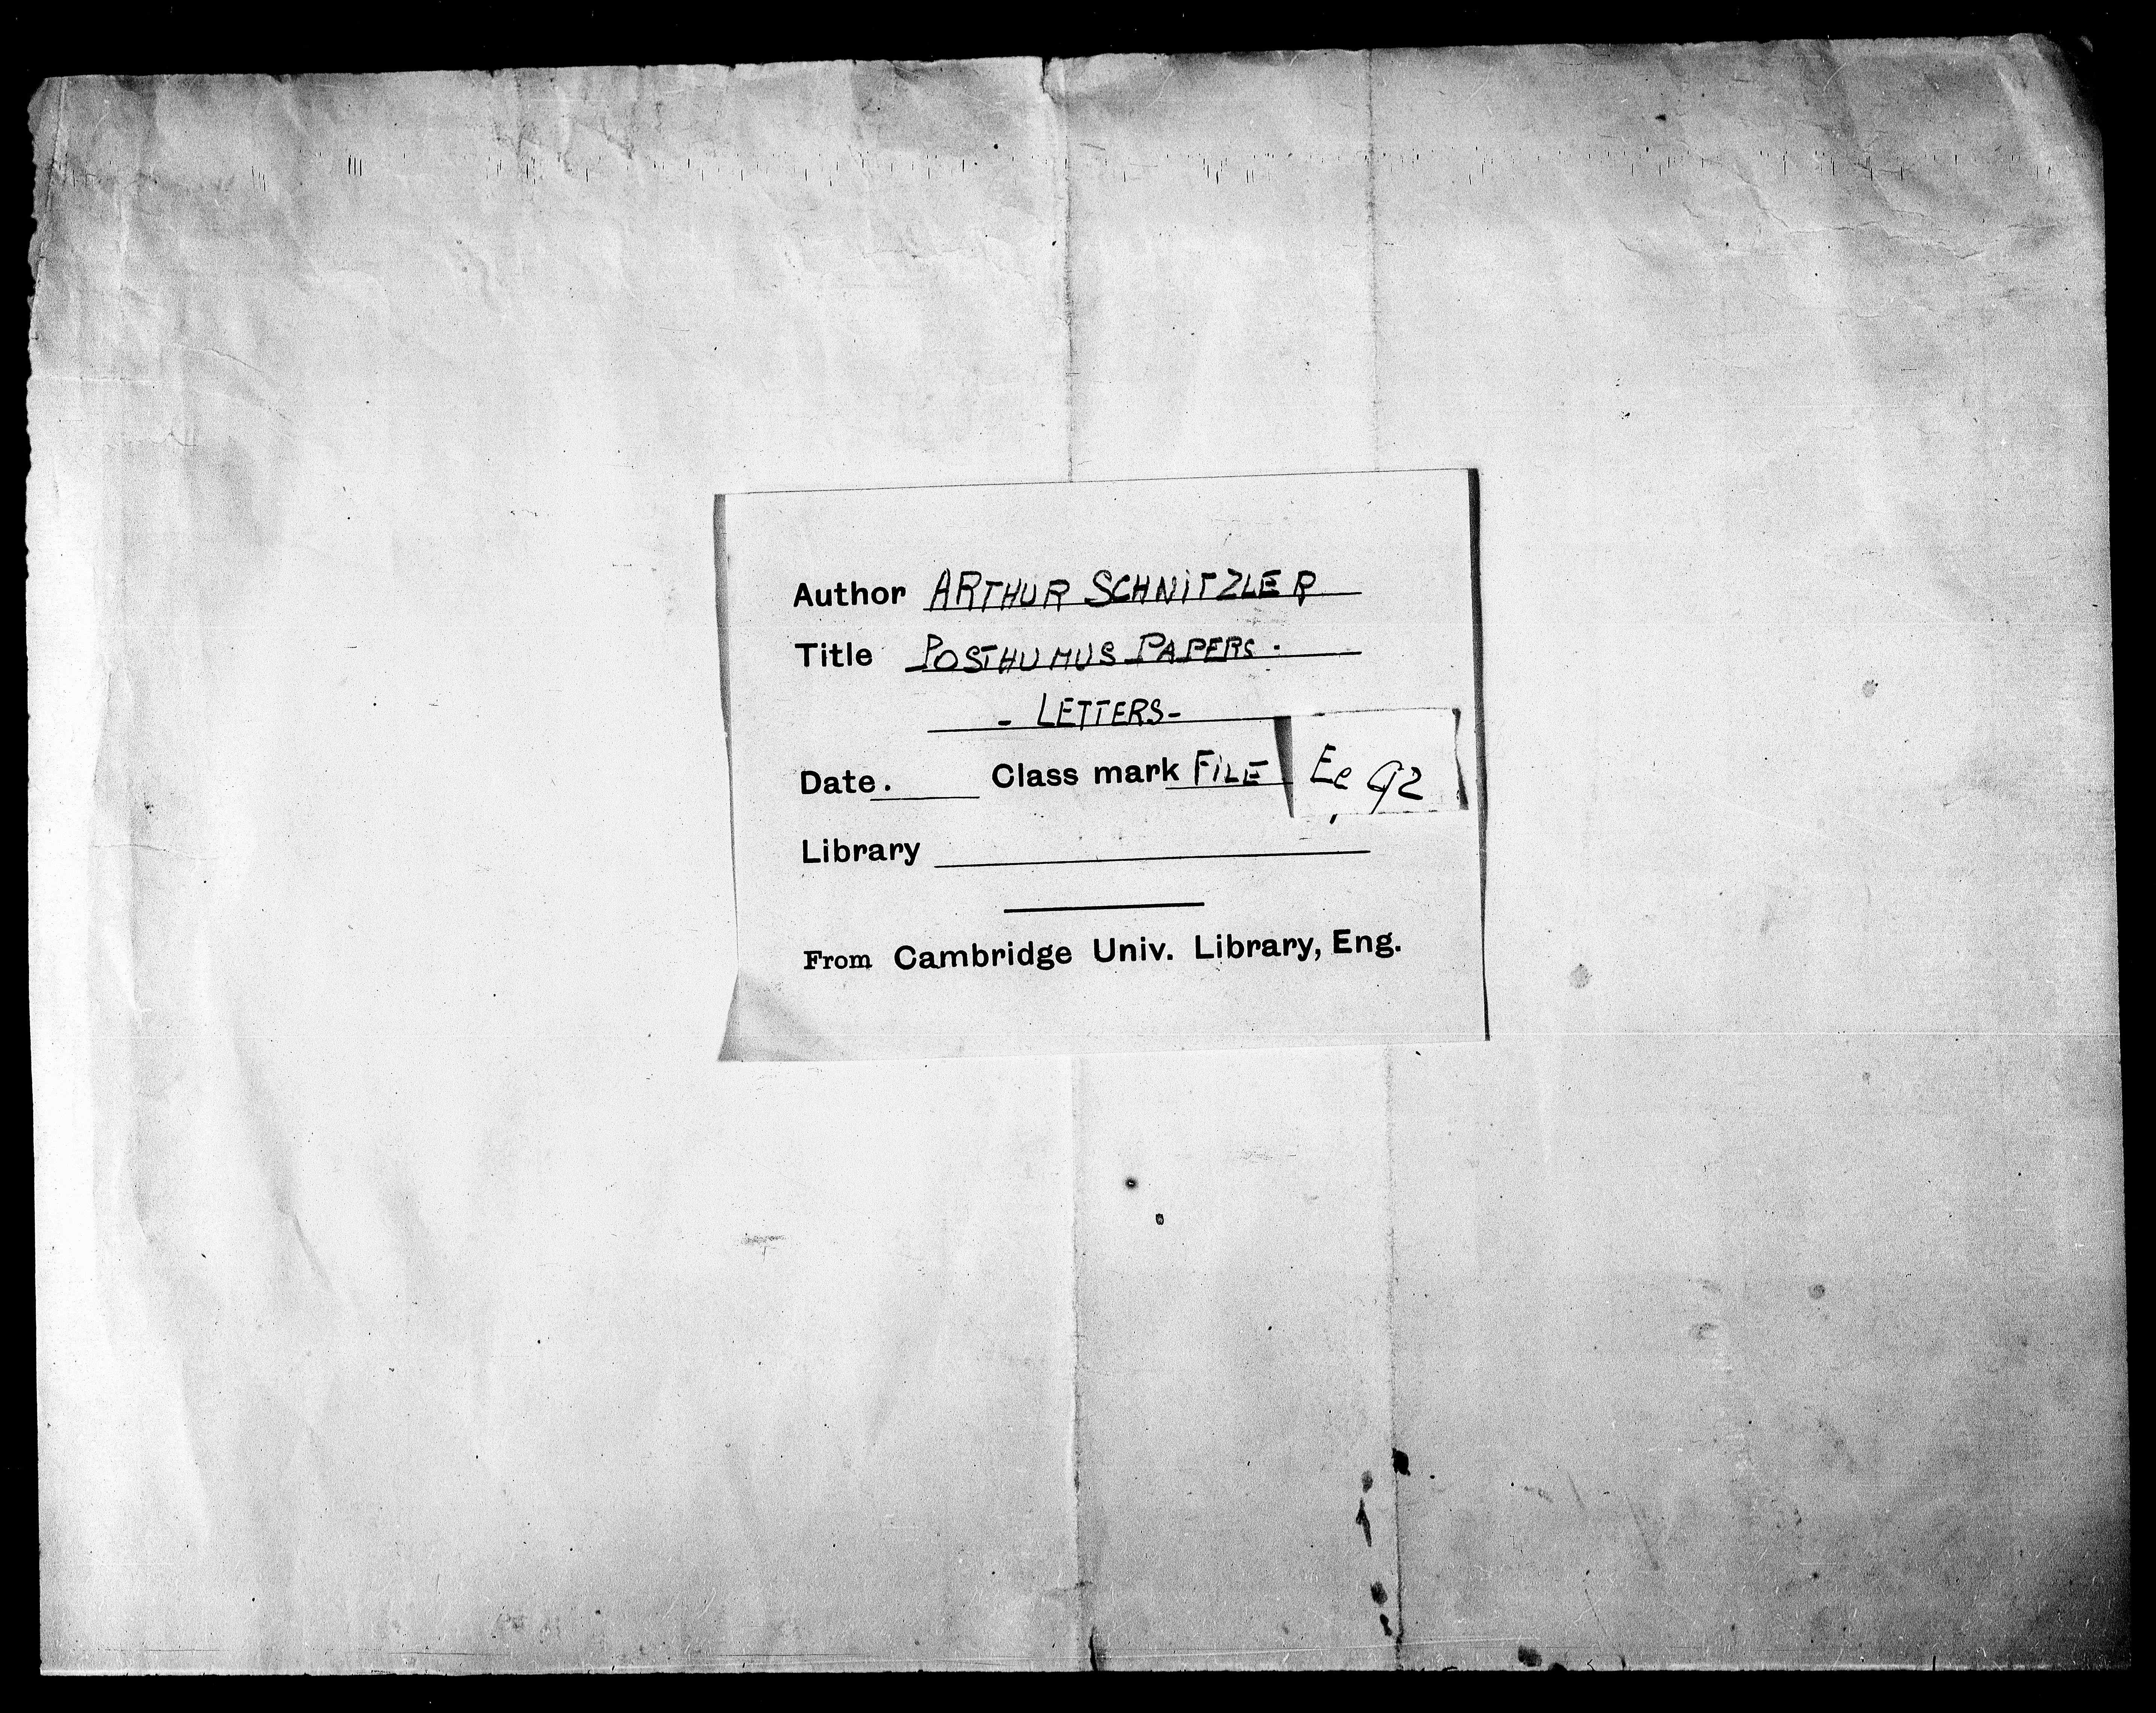 Author ARTHUR SCHNITZLER
Title POSTHUMUS PAPERS.
- LETTERS -
Date. Class mark FILE Ee 92
Library
From Cambridge Univ. Library, Eng.